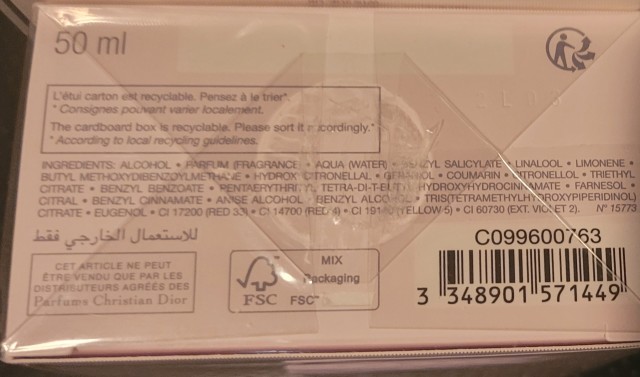 50 ml
L'étui carton est recyclable. Pensez à le trier*.
* Consignes pouvant varier localement.
The cardboard box is recyclable. Please sort it accordingly.*
* According to local recycling guidelines.
INGREDIENTS: ALCOHOL • PARFUM (FRAGRANCE) • AQUA (WATER) • BENZYL SALICYLATE • LINALOOL • LIMONENE •
BUTYL METHOXYDIBENZOYLMETHANE • HYDROXYCITRONELLAL • GERANIOL • COUMARIN • CITRONELLOL • TRIETHYL
CITRATE • BENZYL BENZOATE • PENTAERYTHRITYL TETRA-DI-T-BUTYL HYDROXYHYDROCINNAMATE • FARNESOL •
CITRAL • BENZYL CINNAMATE • ANISE ALCOHOL • BENZYL ALCOHOL • TRIS(TETRAMETHYLHYDROXYPIPERIDINOL)
CITRATE • EUGENOL • CI 17200 (RED 33) • CI 14700 (RED 4) • CI 19140 (YELLOW 5) • CI 60730 (EXT. VIOLET 2). N° 15773
للاستعمال الخارجي فقط
CET ARTICLE NE PEUT
ÊTRE VENDU QUE PAR LES
DISTRIBUTEURS AGRÉÉS DES
Parfums Christian Dior
FSC
MIX
Packaging
FSC™
C099600763
3 348901 571449